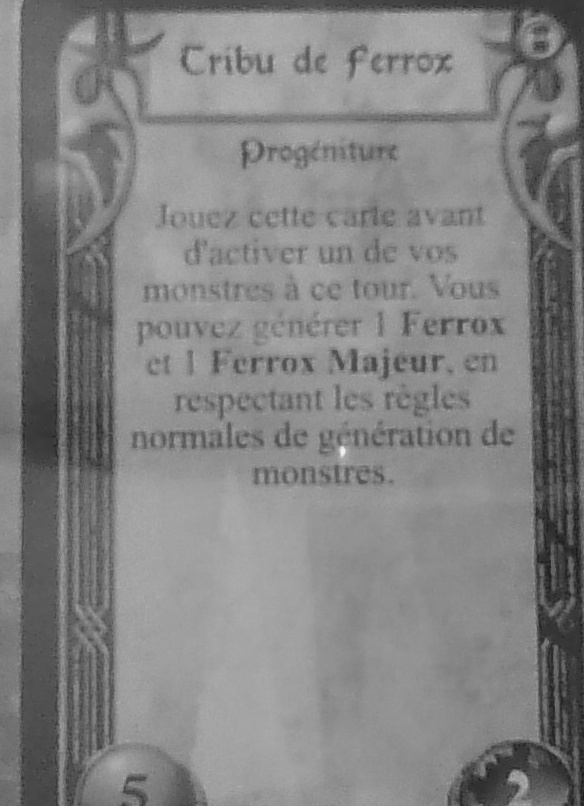 Tribu de Ferrox
Progéniture
Jouez cette carte avant
d'activer un de vos
monstres à ce tour. Vous
pouvez générer 1 Ferrox
et 1 Ferrox Majeur, en
respectant les règles
normales de génération de
monstres.
5 2